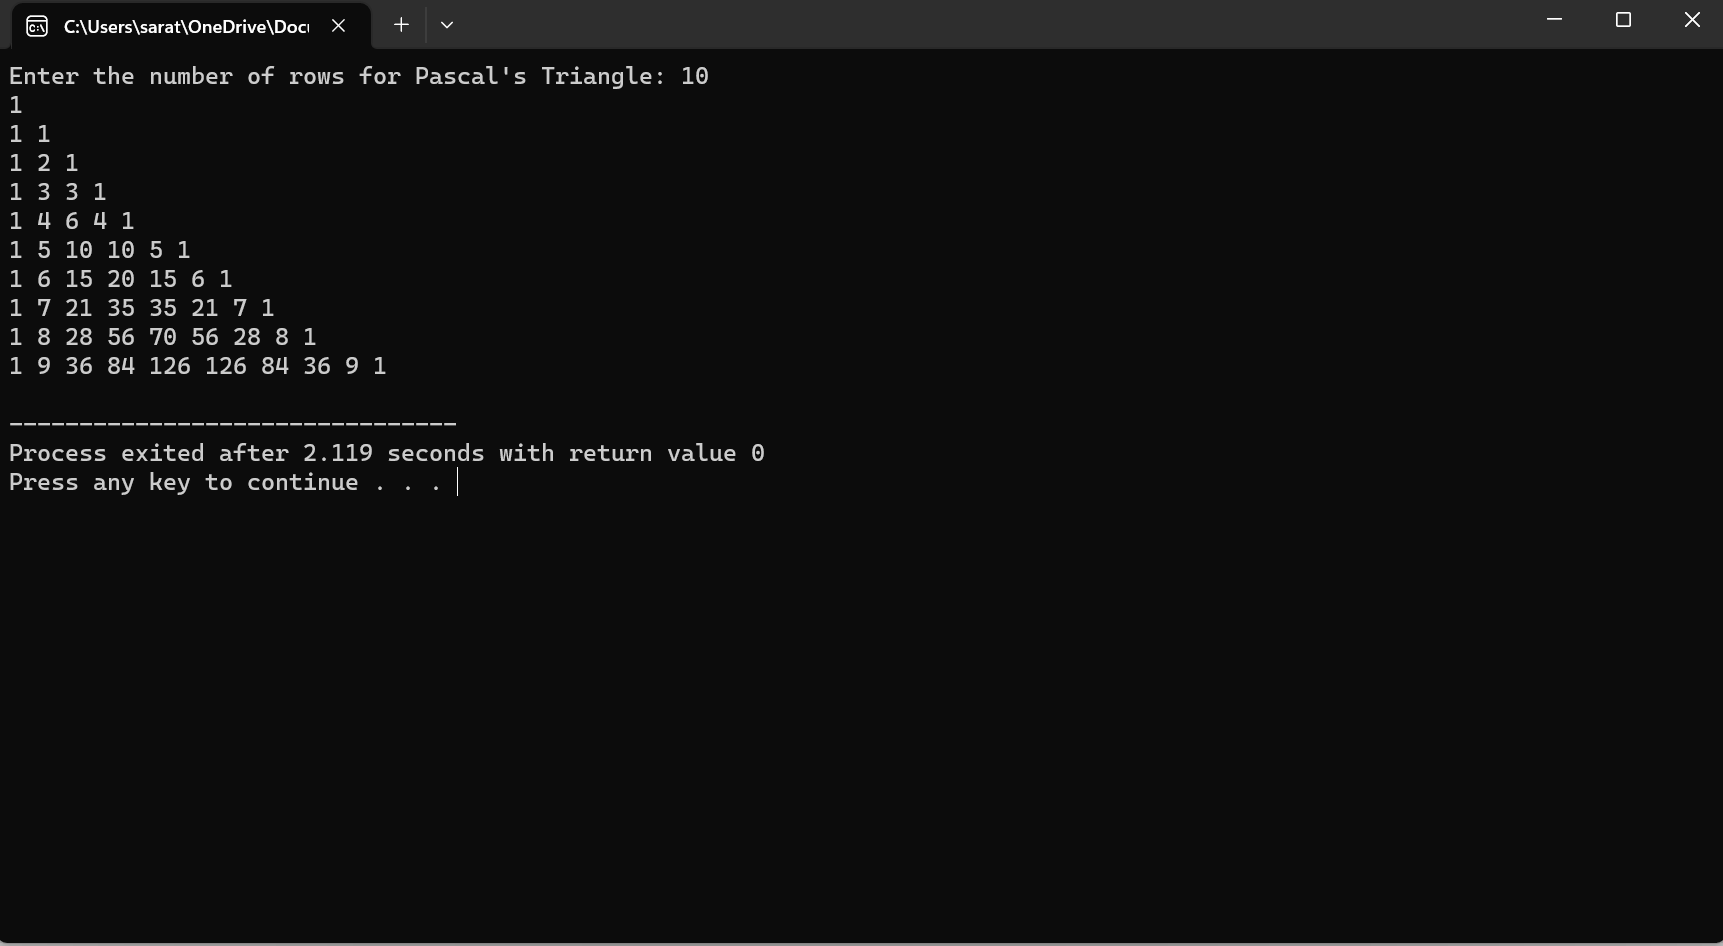 C:\Users\sarat\OneDrive\Doc
Enter the number of rows for Pascal's Triangle: 10
1
1 1
1 2 1
1 3 3 1
1 4 6 4 1
1 5 10 10 5 1
1 6 15 20 15 6 1
1 7 21 35 35 21 7 1
1 8 28 56 70 56 28 8 1
1 9 36 84 126 126 84 36 9 1
--------------------------------
Process exited after 2.119 seconds with return value 0
Press any key to continue . . .